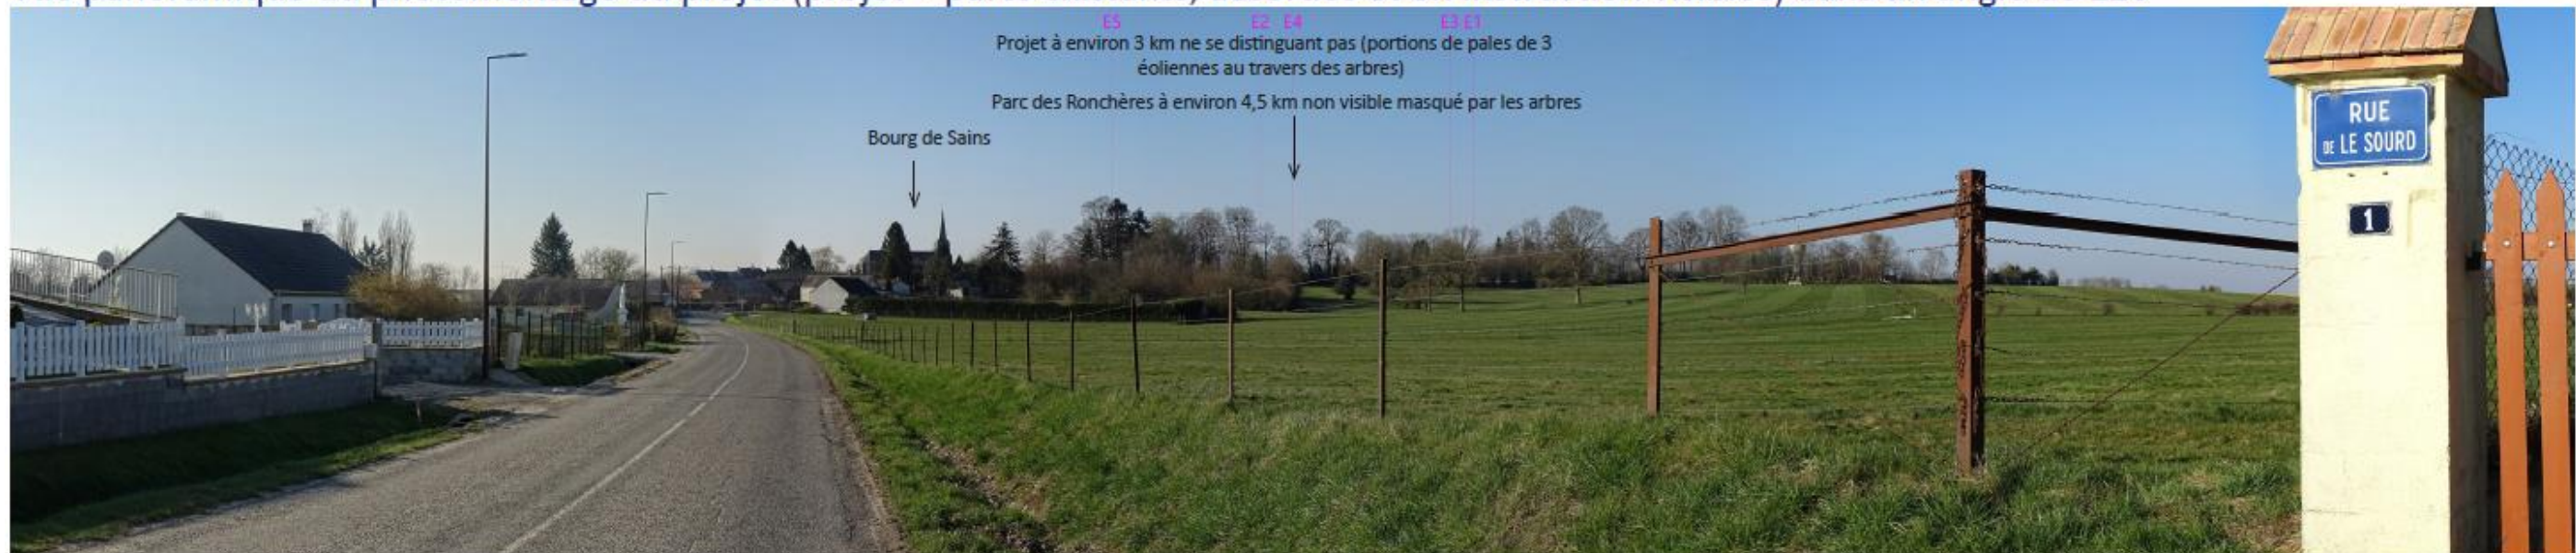 E5 E2 E4 E3 E1
Projet à environ 3 km ne se distinguant pas (portions de pales de 3
éoliennes au travers des arbres)
Parc des Ronchères à environ 4,5 km non visible masqué par les arbres
Bourg de Sains
RUE
DE LE SOURD
1